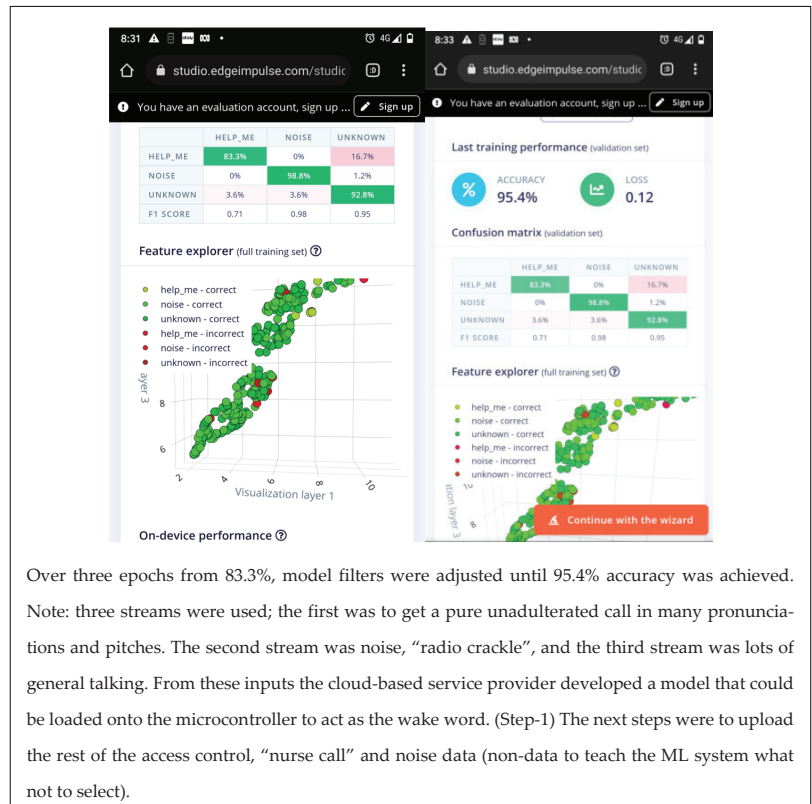 8:31
4G
studio.edgeimpulse.com/studic
:D
You have an evaluation account, sign up ...
Sign up
HELP_ME NOISE UNKNOWN
HELP_ME 83.3% 0% 16.7%
NOISE 0% 98.8% 1.2%
UNKNOWN 3.6% 3.6% 92.8%
F1 SCORE 0.71 0.98 0.95
Feature explorer (full training set) ?
help_me - correct
noise - correct
unknown - correct
help_me - incorrect
noise - incorrect
unknown - incorrect
ayer 3
8
6
2
4
6
8
10
Visualization layer 1
On-device performance ?
8:33
4G
studio.edgeimpulse.com/studic
:D
You have an evaluation account, sign up ...
Sign up
Last training performance (validation set)
% ACCURACY
95.4%
LOSS
0.12
Confusion matrix (validation set)
HELP_ME NOISE UNKNOWN
HELP_ME 83.3% 0% 16.7%
NOISE 0% 98.8% 1.2%
UNKNOWN 3.6% 3.6% 92.8%
F1 SCORE 0.71 0.98 0.95
Feature explorer (full training set) ?
help_me - correct
noise - correct
unknown - correct
help_me - incorrect
noise - incorrect
unknown - incorrect
10
8
tion layer 3
Continue with the wizard
Over three epochs from 83.3%, model filters were adjusted until 95.4% accuracy was achieved.
Note: three streams were used; the first was to get a pure unadulterated call in many pronuncia-
tions and pitches. The second stream was noise, “radio crackle”, and the third stream was lots of
general talking. From these inputs the cloud-based service provider developed a model that could
be loaded onto the microcontroller to act as the wake word. (Step-1) The next steps were to upload
the rest of the access control, “nurse call” and noise data (non-data to teach the ML system what
not to select).